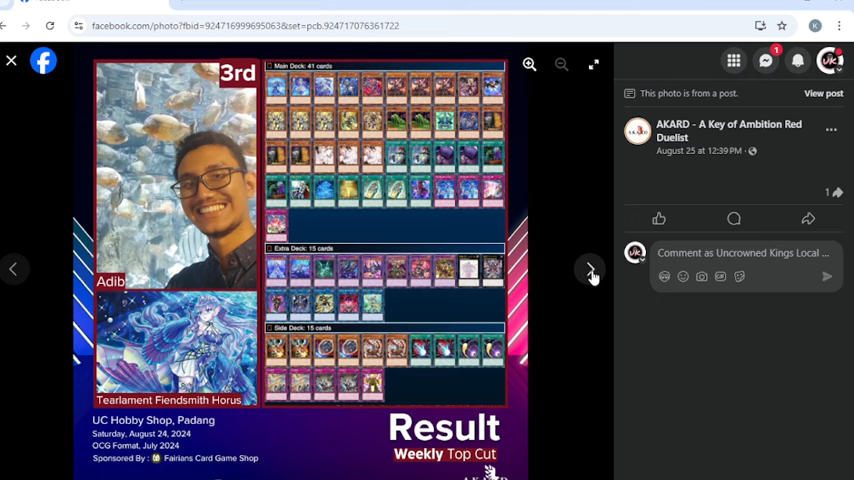 facebook.com/photo?fbid=924716999695063&set=pcb.924717076361722
K
1
3rd
Adib
Tearlament Fiendsmith Horus
Main Deck: 41 cards
Extra Deck: 15 cards
Side Deck: 15 cards
UC Hobby Shop, Padang
Saturday, August 24, 2024
OCG Format, July 2024
Sponsored By : Fairians Card Game Shop
Result
Weekly Top Cut
AKARD
This photo is from a post.
View post
AKARD - A Key of Ambition Red
Duelist
August 25 at 12:39 PM
1
Comment as Uncrowned Kings Local ...